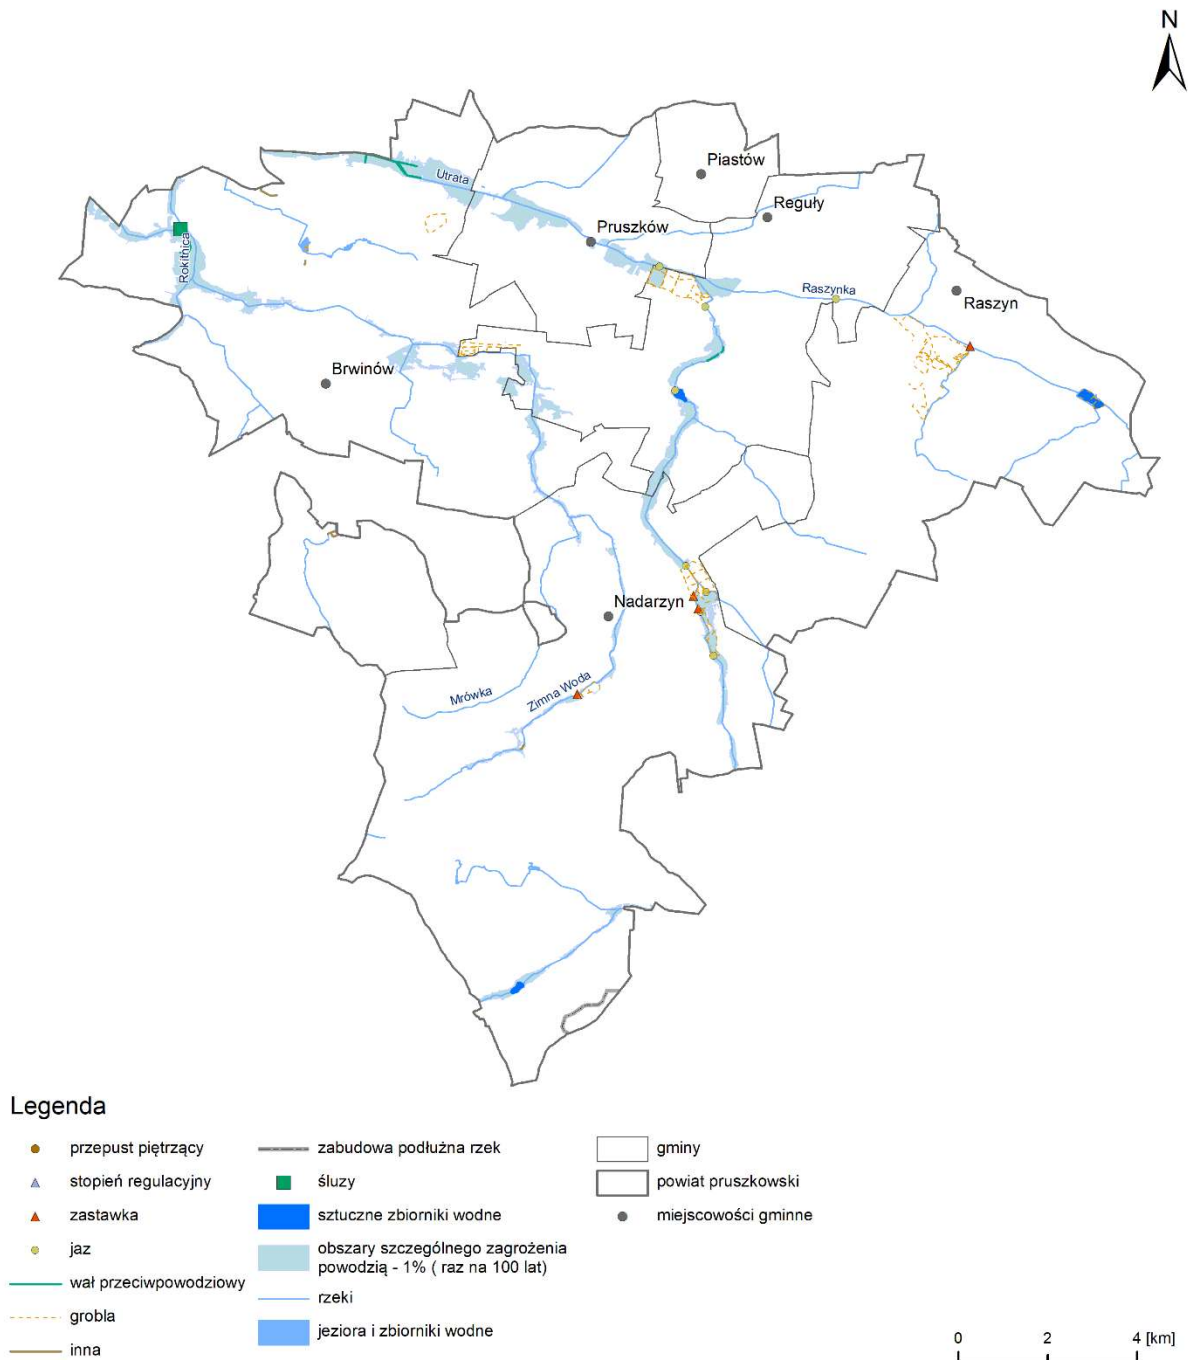 N
Piastów
Utrata
Reguły
Pruszków
Rokitnica
Raszynka
Raszyn
Brwinów
Nadarzyn
Mrówka
Zimna Woda
Legenda
przepust piętrzący
stopień regulacyjny
zastawka
jaz
wał przeciwpowodziowy
grobla
inna
zabudowa podłużna rzek
śluzy
sztuczne zbiorniki wodne
obszary szczególnego zagrożenia
powodzią - 1% ( raz na 100 lat)
rzeki
jeziora i zbiorniki wodne
gminy
powiat pruszkowski
miejscowości gminne
0 2 4 [km]